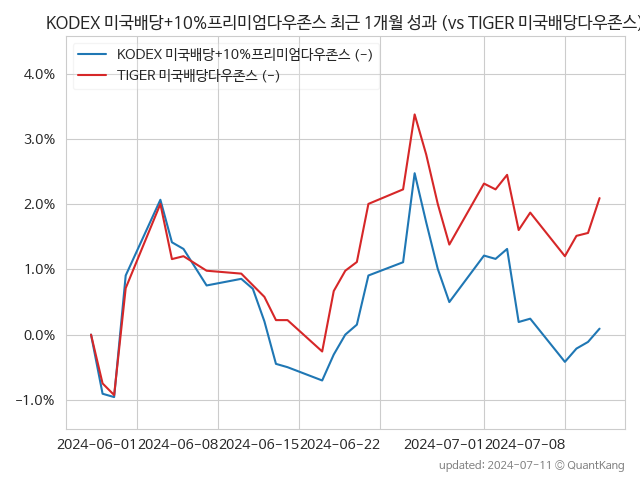 KODEX 미국배당+10%프리미엄다우존스 최근 1개월 성과 (vs TIGER 미국배당다우존스)
KODEX 미국배당+10%프리미엄다우존스 (-)
TIGER 미국배당다우존스 (-)
4.0%
3.0%
2.0%
1.0%
0.0%
-1.0%
2024-06-01 2024-06-08 2024-06-15 2024-06-22 2024-07-01 2024-07-08
updated: 2024-07-11 © QuantKang